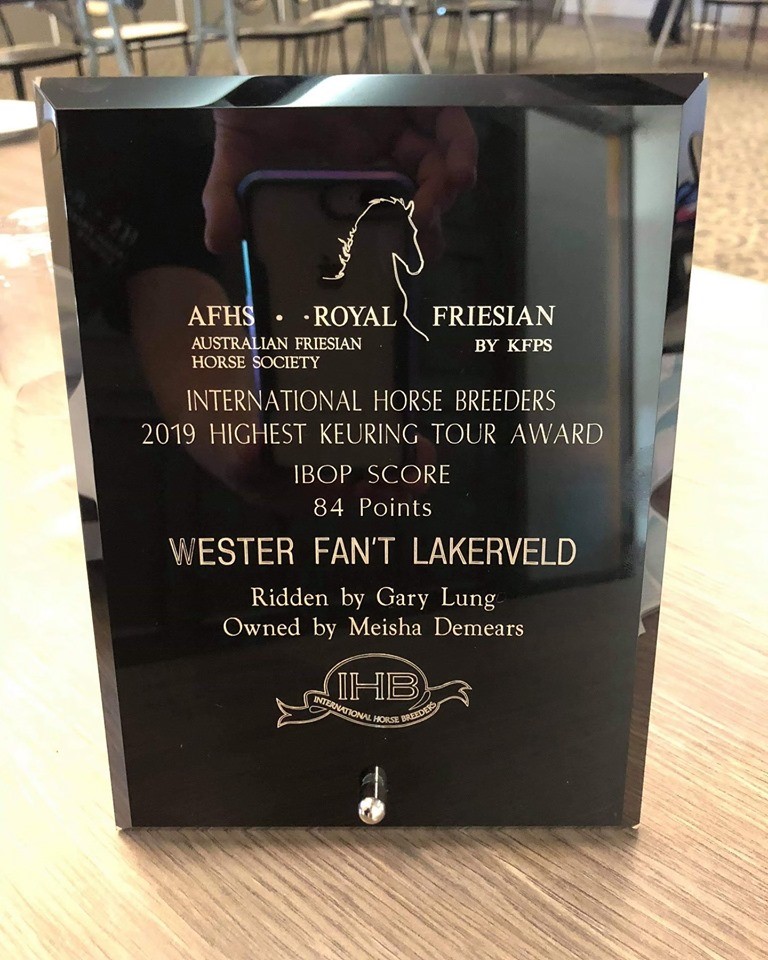 AFHS · · ROYAL FRIESIAN
AUSTRALIAN FRIESIAN BY KFPS
HORSE SOCIETY
INTERNATIONAL HORSE BREEDERS
2019 HIGHEST KEURING TOUR AWARD
IBOP SCORE
84 Points
WESTER FAN'T LAKERVELD
Ridden by Gary Lung
Owned by Meisha Demears
IHB
INTERNATIONAL HORSE BREEDERS